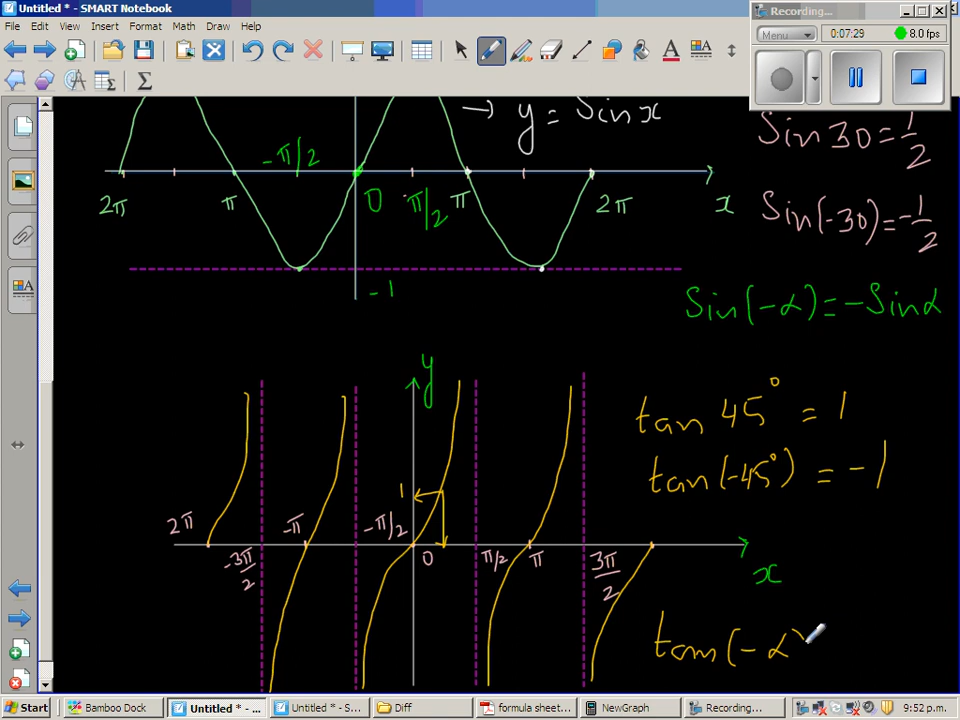 Untitled * - SMART Notebook
File Edit View Insert Format Math Draw Help
Recording...
Menu 0:07:29 8.0 fps
→ y = Sin x
Sin 30 = 1/2
-π/2
2π π 0 π/2 π 2π x
Sin(-30) = -1/2
-1
Sin(-α) = -Sin α
y
tan 45° = 1
tan(-45°) = -1
1
2π -3π/2 -π -π/2 0 π/2 π 3π/2
x
tan(-α)
Start Bamboo Dock Untitled * - ... Untitled * - S... Diff formula sheet... NewGraph Recording... 9:52 p.m.